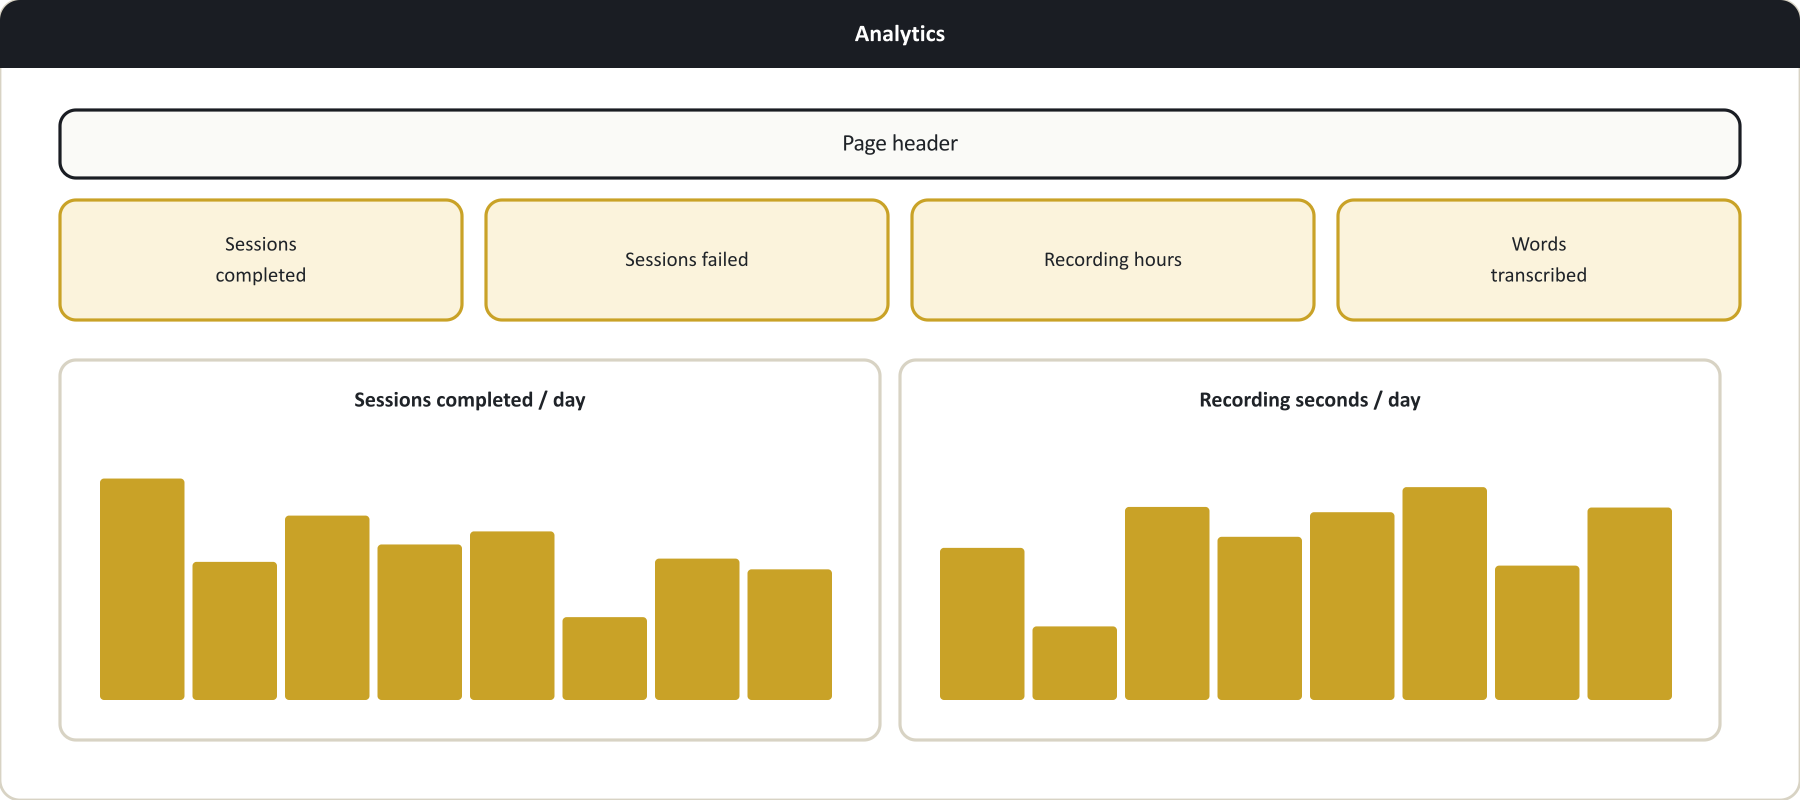 Analytics
Page header
Sessions
completed
Sessions failed
Recording hours
Words
transcribed
Sessions completed / day
Recording seconds / day